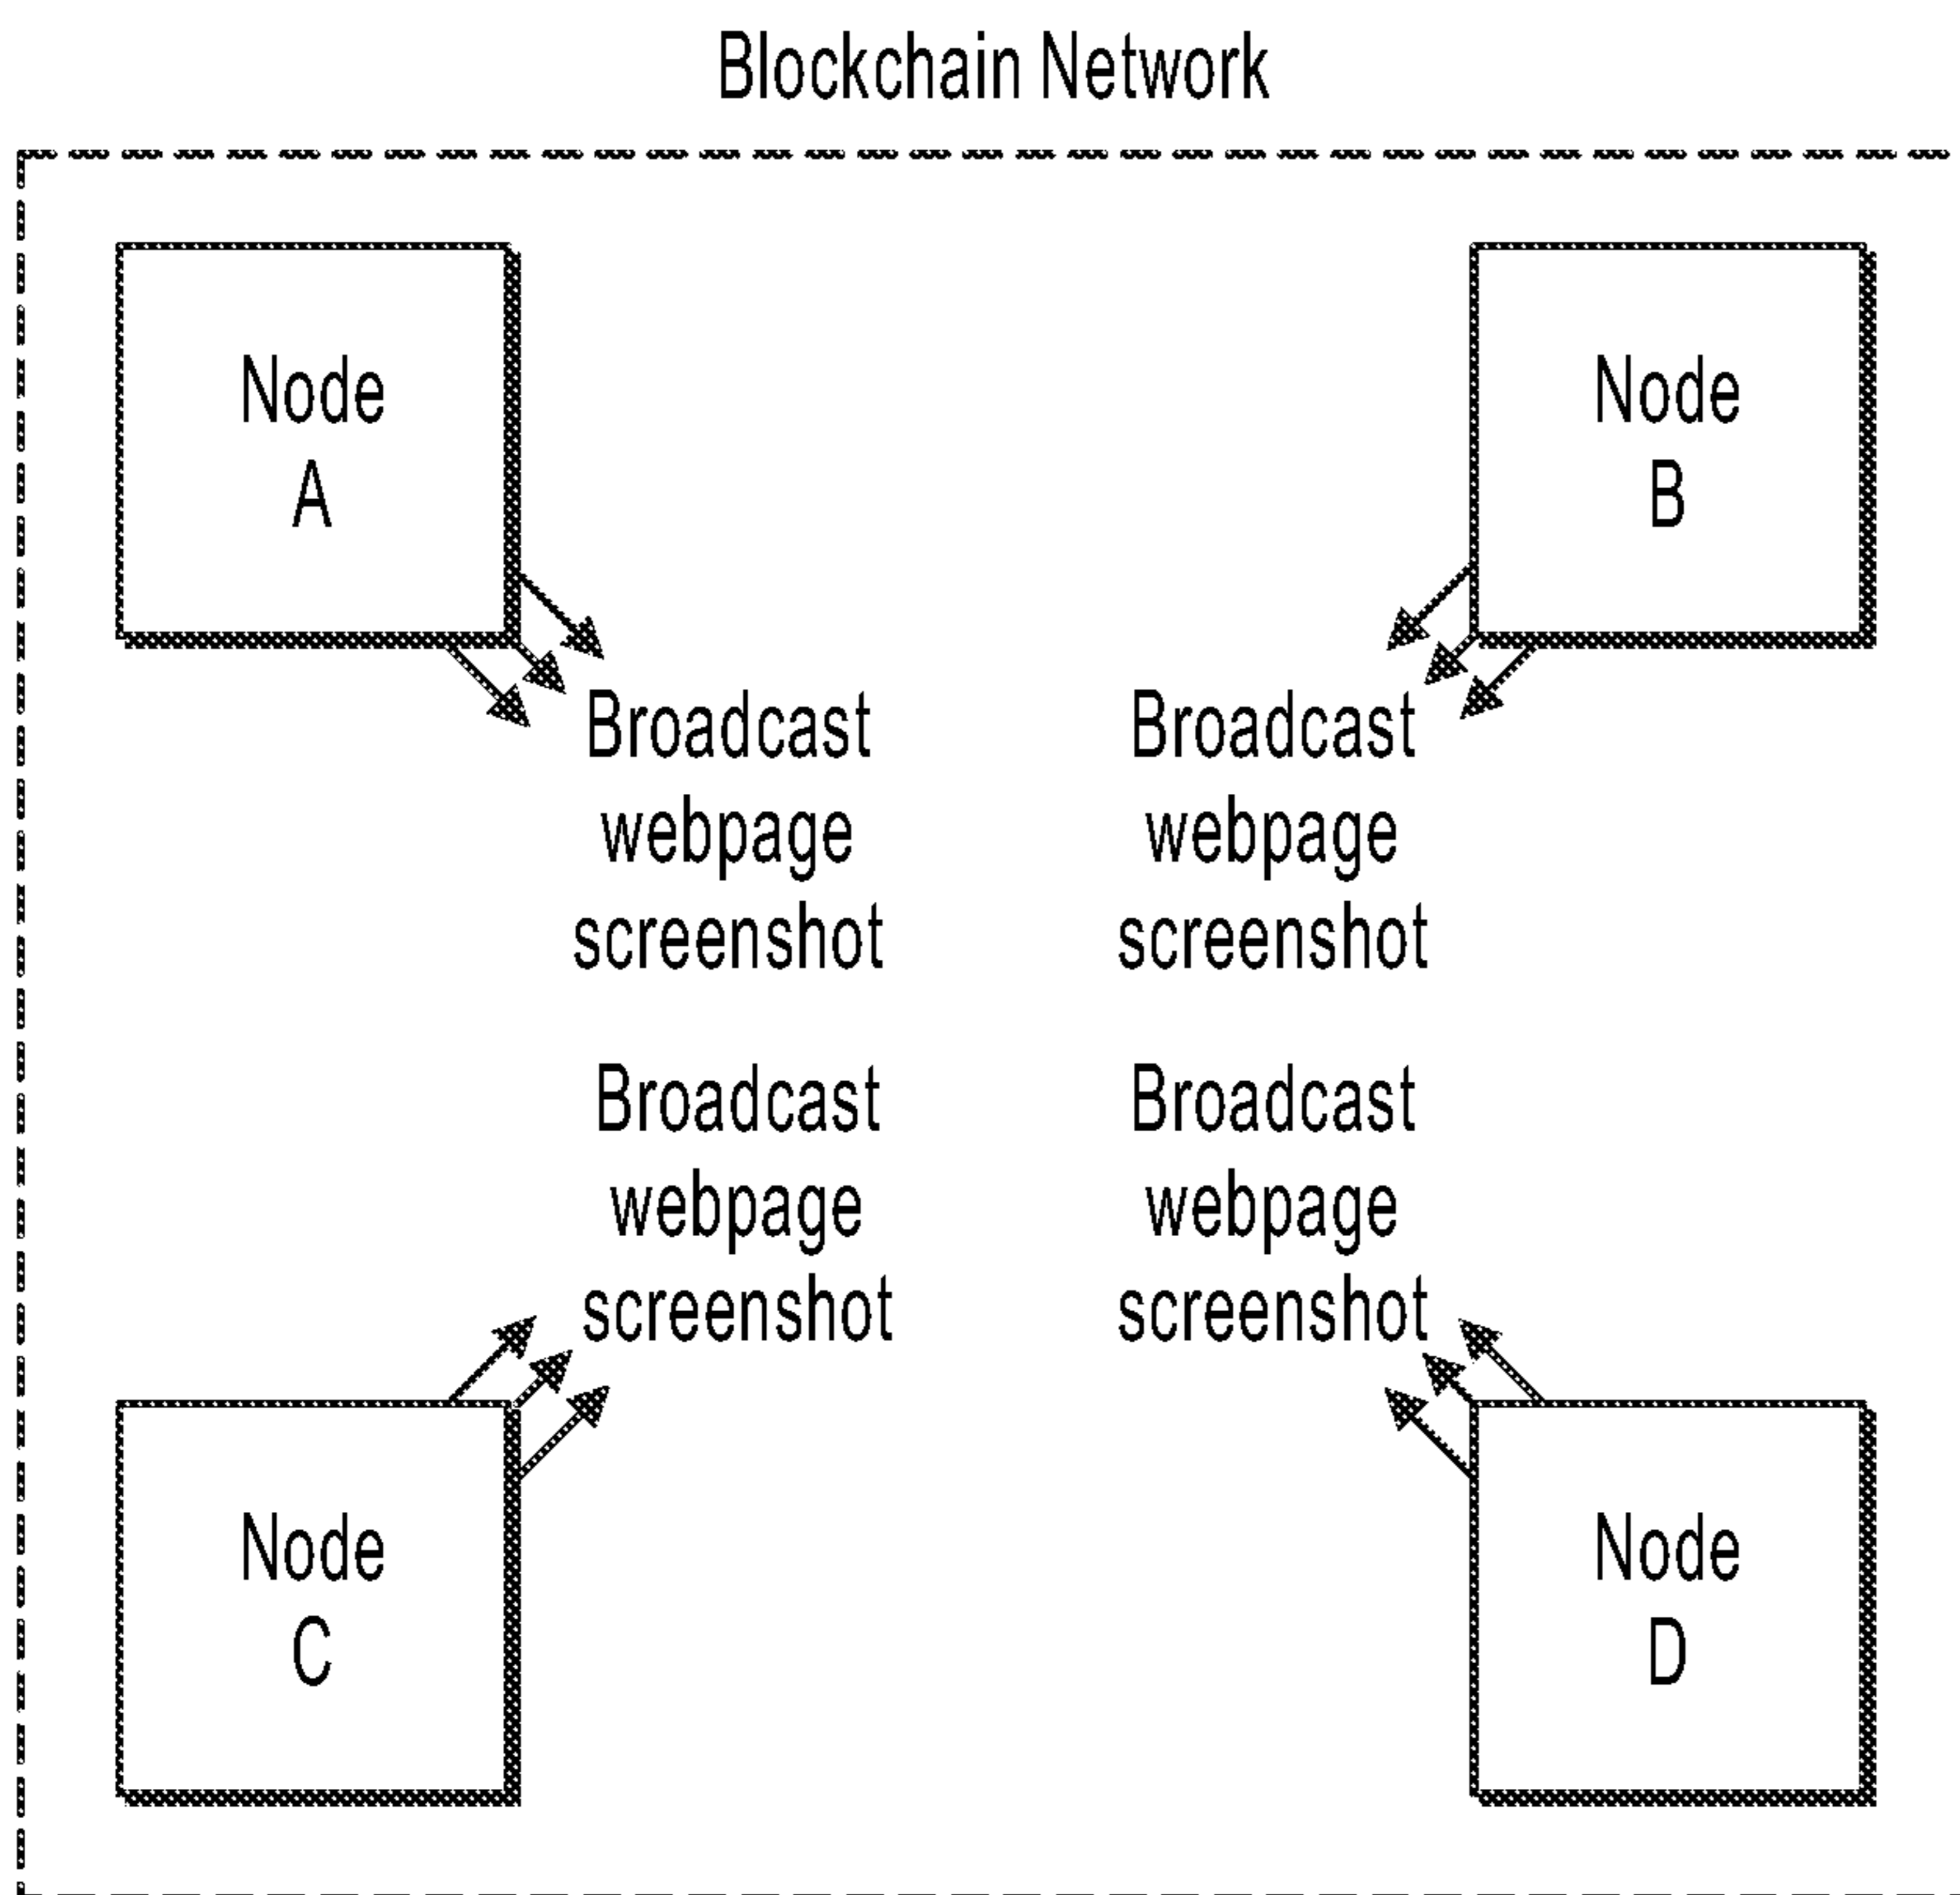 Blockchain Network
Node
A
Node
B
Broadcast
webpage
screenshot
Broadcast
webpage
screenshot
Broadcast
webpage
screenshot
Broadcast
webpage
screenshot
Node
C
Node
D